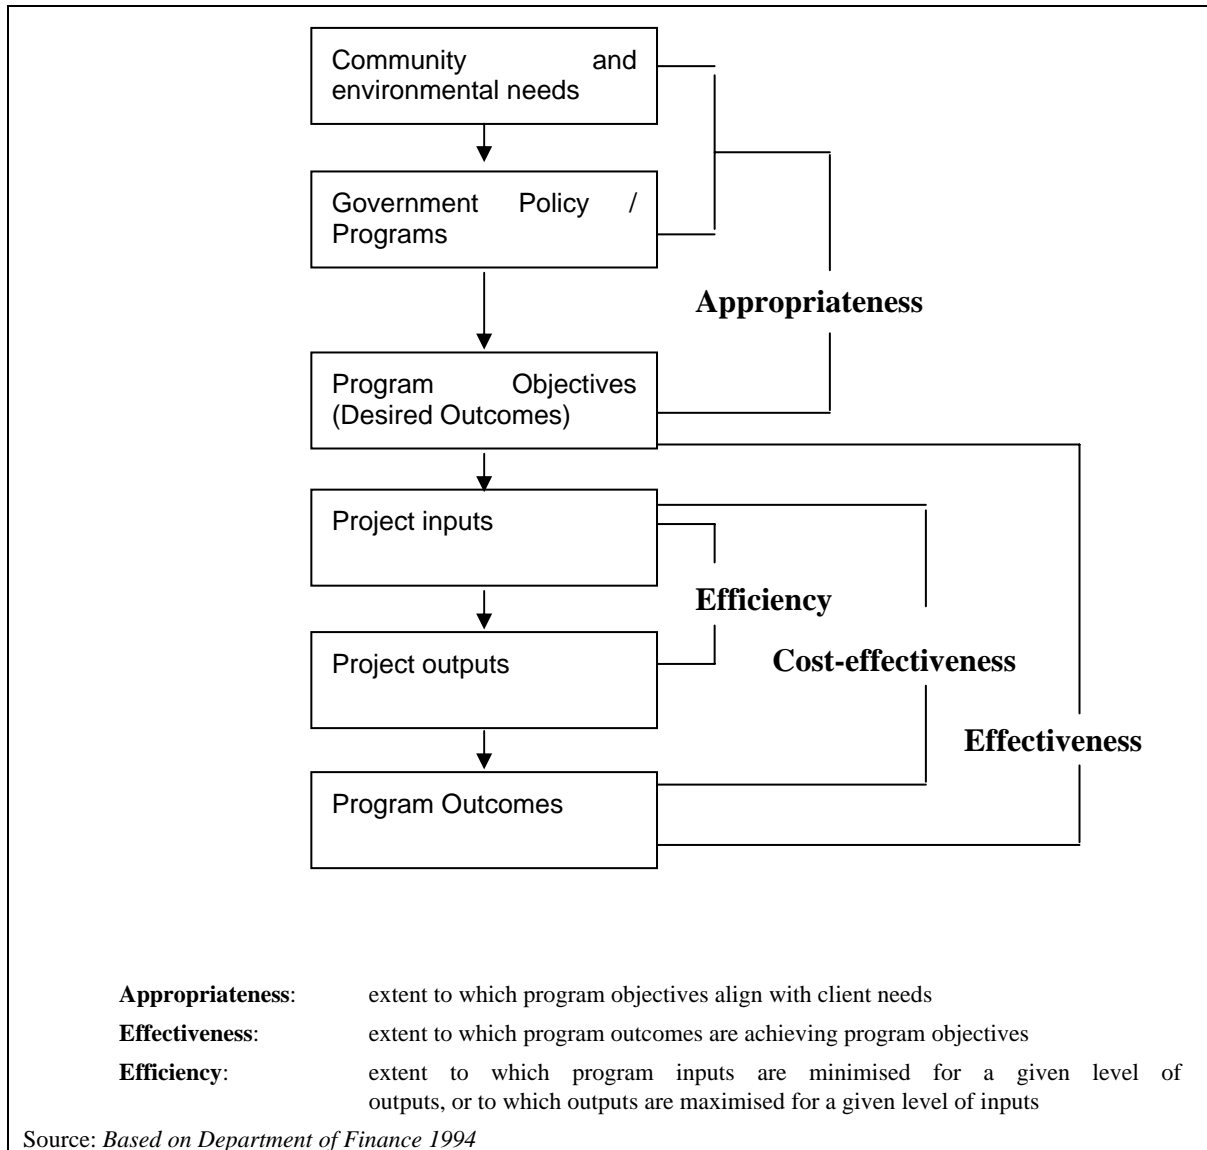 Community and
environmental needs
Government Policy /
Programs
Appropriateness
Program Objectives
(Desired Outcomes)
Project inputs
Efficiency
Project outputs
Cost-effectiveness
Effectiveness
Program Outcomes
Appropriateness: extent to which program objectives align with client needs
Effectiveness: extent to which program outcomes are achieving program objectives
Efficiency: extent to which program inputs are minimised for a given level of
outputs, or to which outputs are maximised for a given level of inputs
Source: Based on Department of Finance 1994